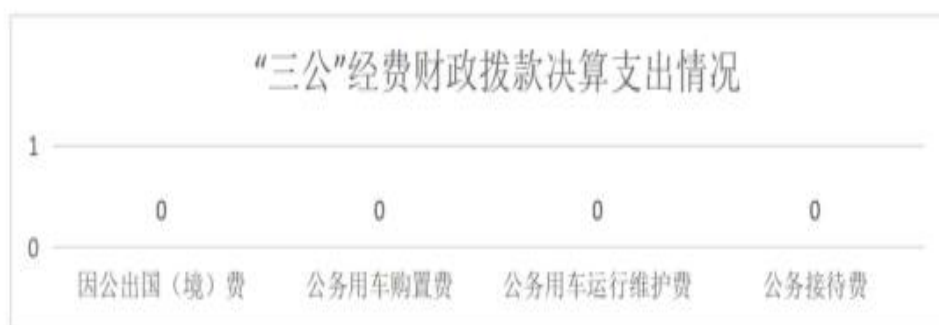 “三公”经费财政拨款决算支出情况
1
0 0 0 0
0
因公出国（境）费 公务用车购置费 公务用车运行维护费 公务接待费